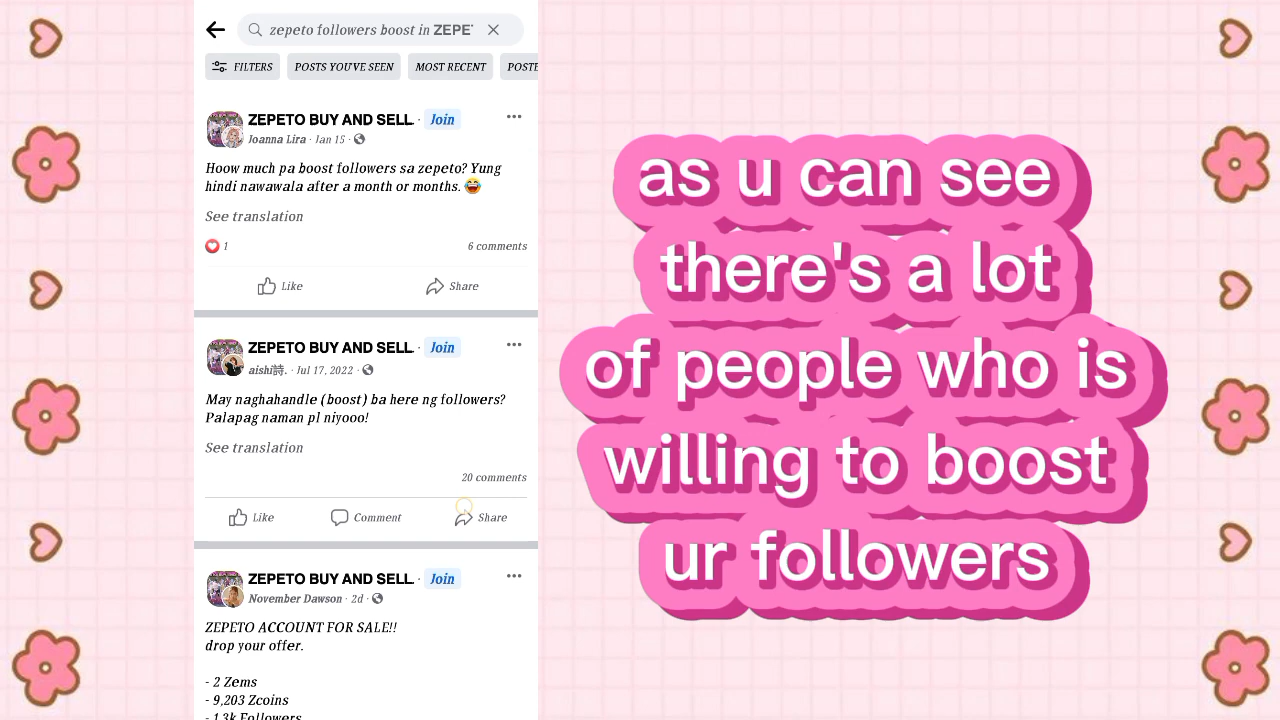 zepeto followers boost in ZEPE
FILTERS
POSTS YOU'VE SEEN
MOST RECENT
POSTE
ZEPETO BUY AND SELL. · Join
Joanna Lira · Jan 15 ·
Hoow much pa boost followers sa zepeto? Yung
hindi nawawala after a month or months. 😂
See translation
1
6 comments
Like
Share
ZEPETO BUY AND SELL. · Join
aishi詩. · Jul 17, 2022 ·
May naghahandle (boost) ba here ng followers?
Palapag naman pl niyooo!
See translation
20 comments
Like
Comment
Share
ZEPETO BUY AND SELL. · Join
November Dawson · 2d ·
ZEPETO ACCOUNT FOR SALE!!
drop your offer.
- 2 Zems
- 9,203 Zcoins
- 1.3k Followers
as u can see
there's a lot
of people who is
willing to boost
ur followers